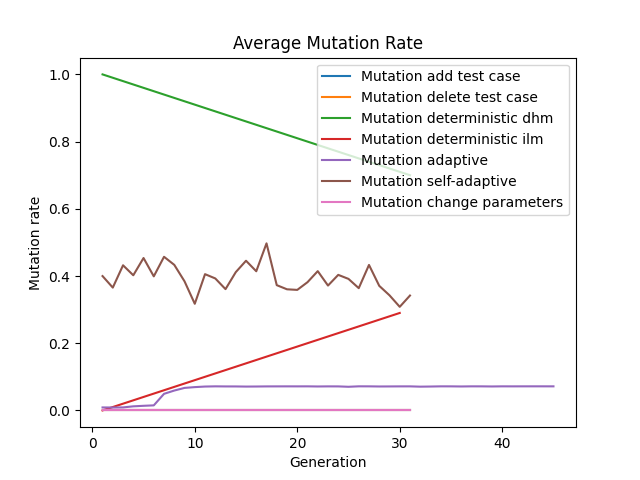 Average Mutation Rate
Mutation add test case
Mutation delete test case
Mutation deterministic dhm
Mutation deterministic ilm
Mutation adaptive
Mutation self-adaptive
Mutation change parameters
Mutation rate
1.0
0.8
0.6
0.4
0.2
0.0
0 10 20 30 40
Generation